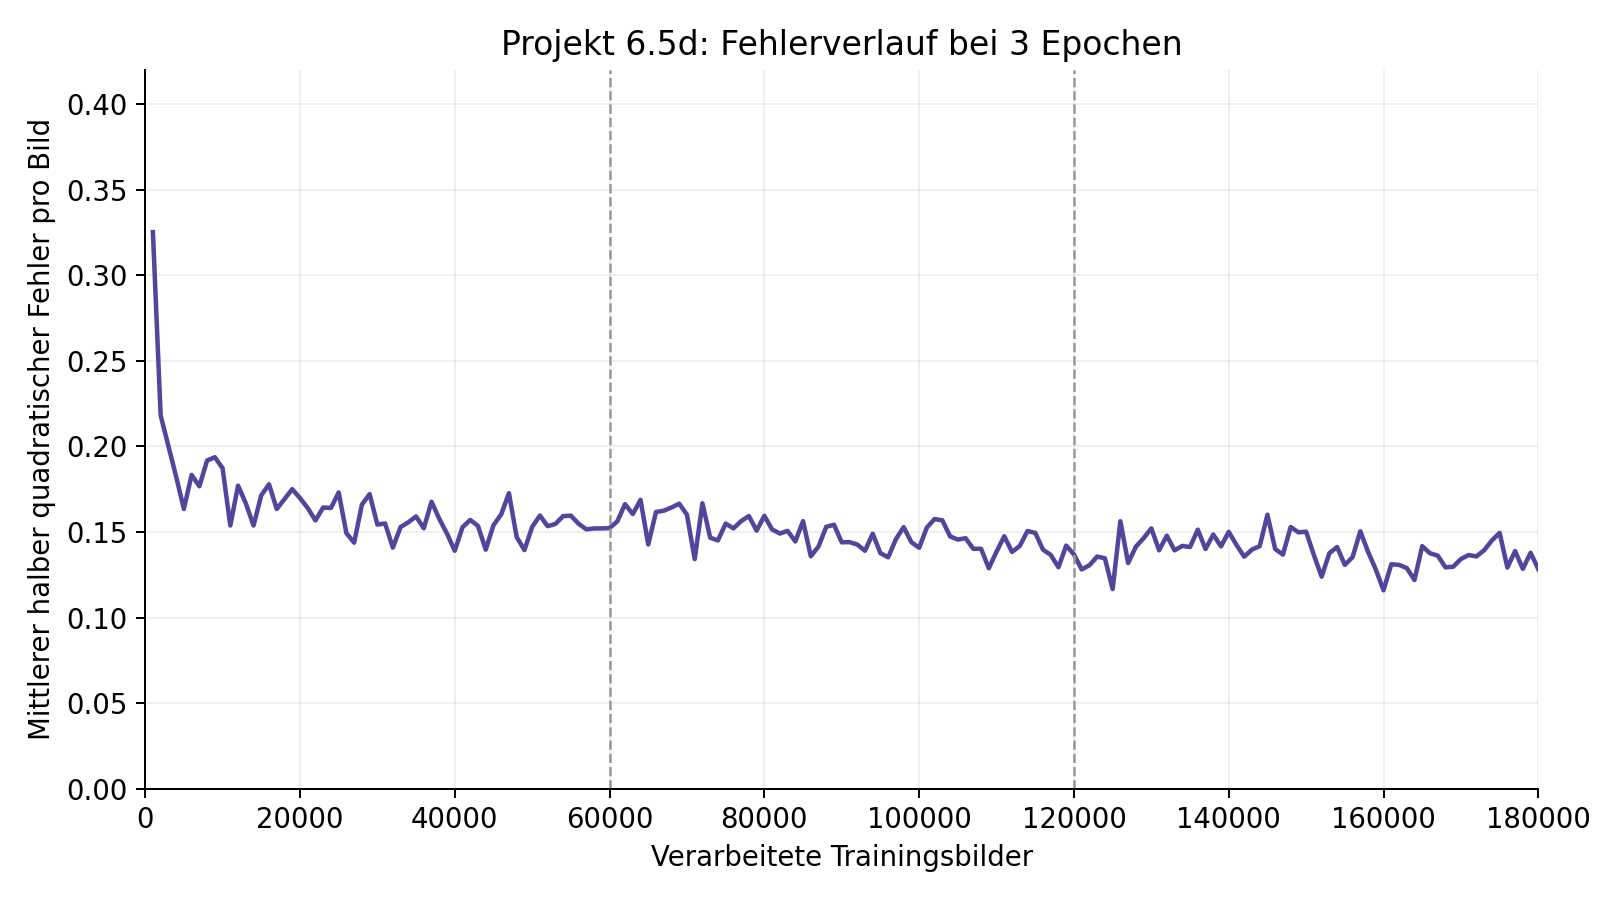 Projekt 6.5d: Fehlerverlauf bei 3 Epochen
Mittlerer halber quadratischer Fehler pro Bild
0.40
0.35
0.30
0.25
0.20
0.15
0.10
0.05
0.00
0 20000 40000 60000 80000 100000 120000 140000 160000 180000
Verarbeitete Trainingsbilder